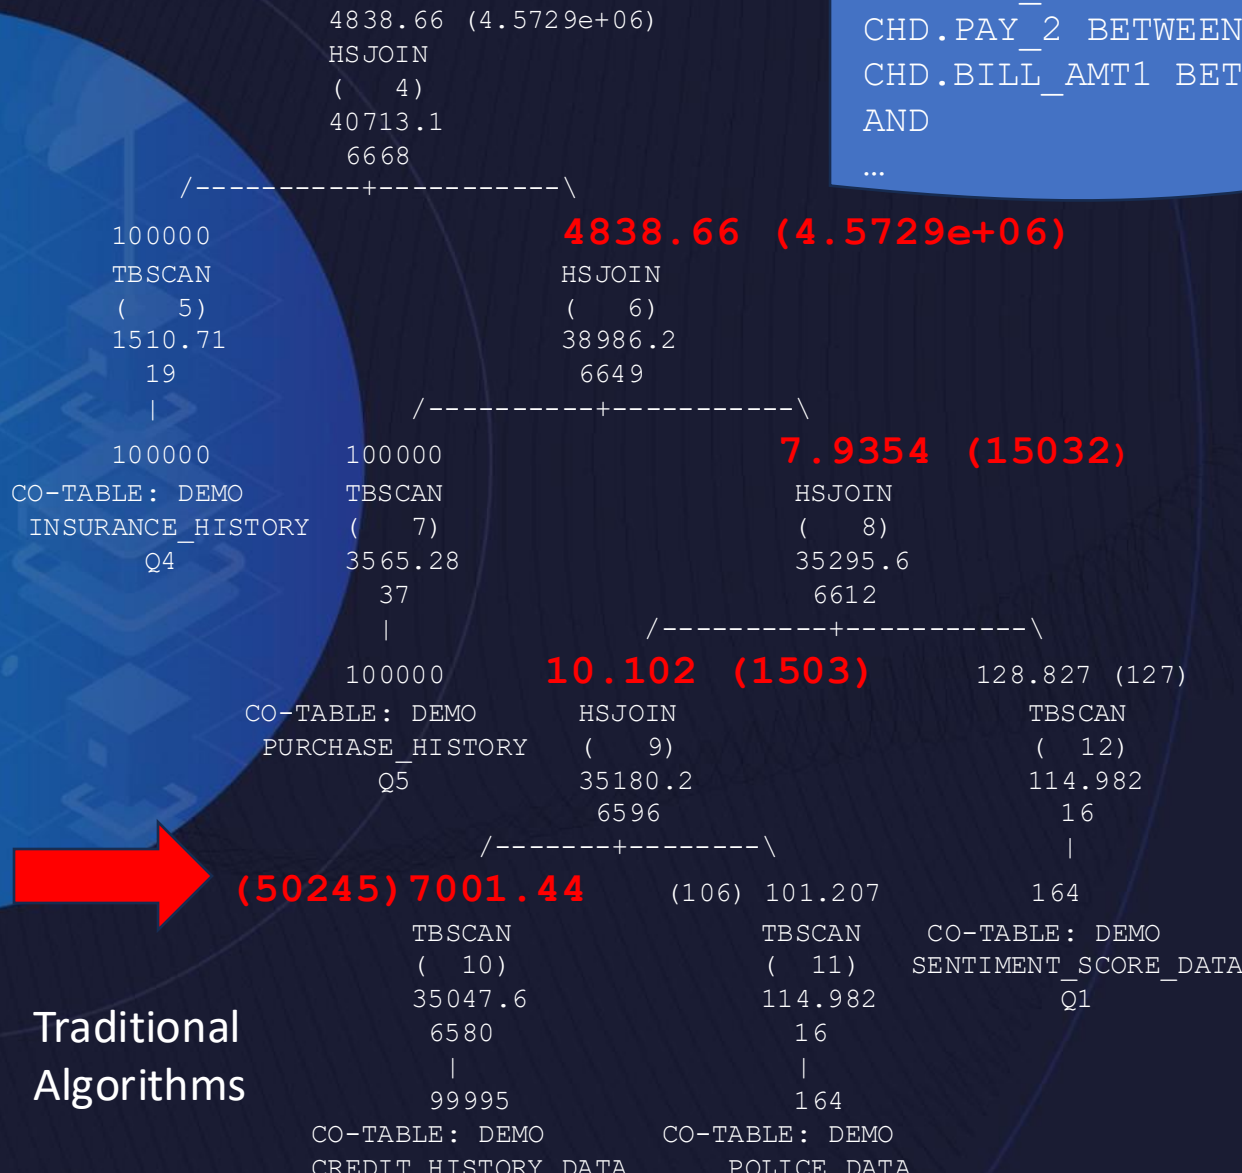 4838.66 (4.5729e+06)
HSJOIN
( 4)
40713.1
6668
/----------+-----------\
CHD.PAY_2 BETWEEN
CHD.BILL_AMT1 BET
AND
…
100000 4838.66 (4.5729e+06)
TBSCAN HSJOIN
( 5) ( 6)
1510.71 38986.2
19 6649
| /----------+-----------\
100000 100000 7.9354 (15032)
CO-TABLE: DEMO TBSCAN HSJOIN
INSURANCE_HISTORY ( 7) ( 8)
Q4 3565.28 35295.6
37 6612
| /----------+-----------\
100000 10.102 (1503) 128.827 (127)
CO-TABLE: DEMO HSJOIN TBSCAN
PURCHASE_HISTORY ( 9) ( 12)
Q5 35180.2 114.982
6596 16
/-------+--------\ |
(50245)7001.44 (106) 101.207 164
TBSCAN TBSCAN CO-TABLE: DEMO
( 10) ( 11) SENTIMENT_SCORE_DATA
35047.6 114.982 Q1
6580 16
| |
99995 164
CO-TABLE: DEMO CO-TABLE: DEMO
CREDIT_HISTORY_DATA POLICE_DATA
Traditional
Algorithms